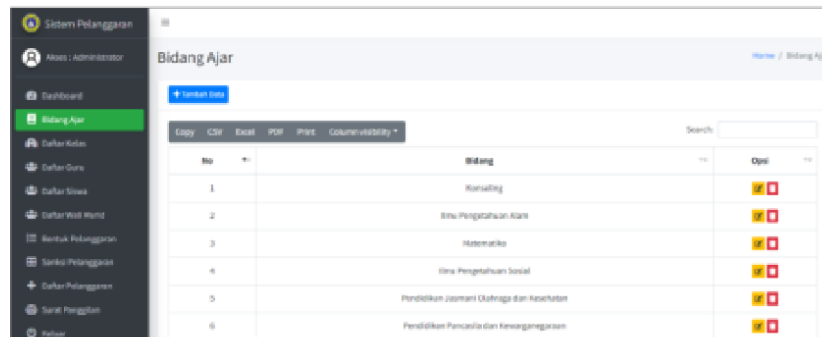 Sistem Pelanggaran
Akses : Administrator
Dashboard
Bidang Ajar
Daftar Kelas
Daftar Guru
Daftar Siswa
Daftar Wali Murid
Bentuk Pelanggaran
Sanksi Pelanggaran
Daftar Pelanggaran
Surat Panggilan
Keluar
Bidang Ajar
Home / Bidang Aj
+ Tambah Data
Copy CSV Excel PDF Print Column visibility
Search:
No Bidang Opsi
1 Konseling
2 Ilmu Pengetahuan Alam
3 Matematika
4 Ilmu Pengetahuan Sosial
5 Pendidikan Jasmani Olahraga dan Kesehatan
6 Pendidikan Pancasila dan Kewarganegaraan